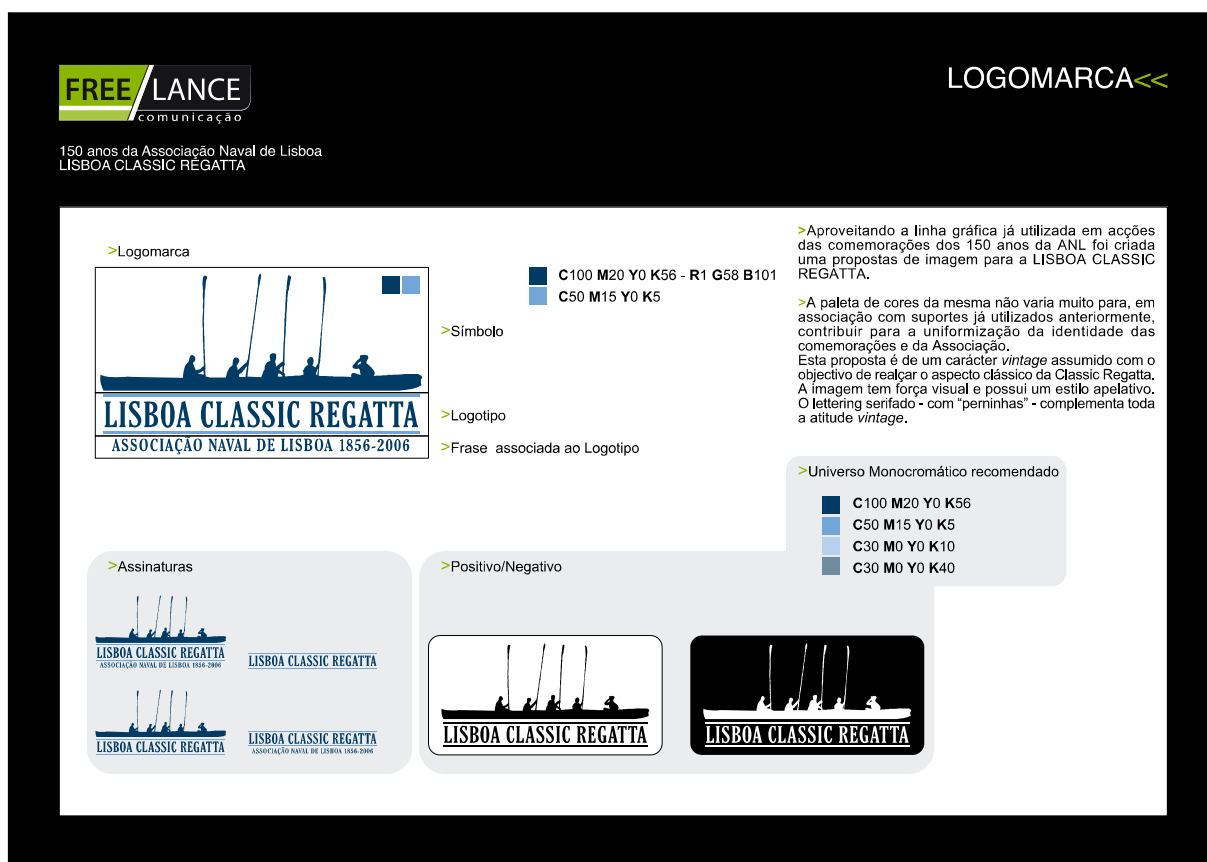 FREE/LANCE
comunicação
LOGOMARCA<<
150 anos da Associação Naval de Lisboa
LISBOA CLASSIC REGATTA
>Logomarca
LISBOA CLASSIC REGATTA
ASSOCIAÇÃO NAVAL DE LISBOA 1856-2006
C100 M20 Y0 K56 - R1 G58 B101
C50 M15 Y0 K5
>Símbolo
>Logotipo
>Frase associada ao Logotipo
>Aproveitando a linha gráfica já utilizada em acções
das comemorações dos 150 anos da ANL foi criada
uma propostas de imagem para a LISBOA CLASSIC
REGATTA.
>A paleta de cores da mesma não varia muito para, em
associação com suportes já utilizados anteriormente,
contribuir para a uniformização da identidade das
comemorações e da Associação.
Esta proposta é de um carácter vintage assumido com o
objectivo de realçar o aspecto clássico da Classic Regatta.
A imagem tem força visual e possui um estilo apelativo.
O lettering serifado - com “perninhas” - complementa toda
a atitude vintage.
>Universo Monocromático recomendado
C100 M20 Y0 K56
C50 M15 Y0 K5
C30 M0 Y0 K10
C30 M0 Y0 K40
>Assinaturas
LISBOA CLASSIC REGATTA
ASSOCIAÇÃO NAVAL DE LISBOA 1856-2006
LISBOA CLASSIC REGATTA
LISBOA CLASSIC REGATTA
LISBOA CLASSIC REGATTA
ASSOCIAÇÃO NAVAL DE LISBOA 1856-2006
>Positivo/Negativo
LISBOA CLASSIC REGATTA
LISBOA CLASSIC REGATTA